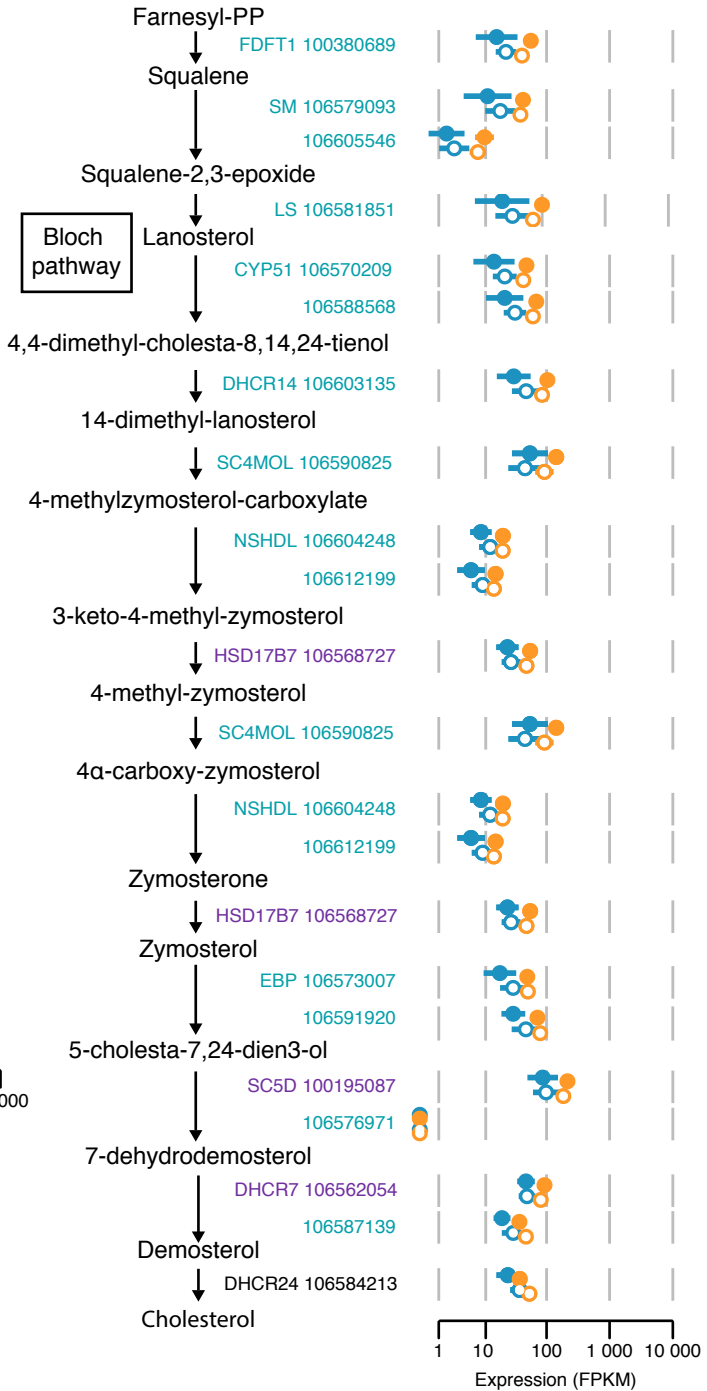 Farnesyl-PP
FDFT1 100380689
Squalene
SM 106579093
106605546
Squalene-2,3-epoxide
LS 106581851
Bloch
pathway
Lanosterol
CYP51 106570209
106588568
4,4-dimethyl-cholesta-8,14,24-tienol
DHCR14 106603135
14-dimethyl-lanosterol
SC4MOL 106590825
4-methylzymosterol-carboxylate
NSHDL 106604248
106612199
3-keto-4-methyl-zymosterol
HSD17B7 106568727
4-methyl-zymosterol
SC4MOL 106590825
4α-carboxy-zymosterol
NSHDL 106604248
106612199
Zymosterone
HSD17B7 106568727
Zymosterol
EBP 106573007
106591920
5-cholesta-7,24-dien3-ol
SC5D 100195087
000
106576971
7-dehydrodemosterol
DHCR7 106562054
106587139
Demosterol
DHCR24 106584213
Cholesterol
1 10 100 1 000 10 000
Expression (FPKM)